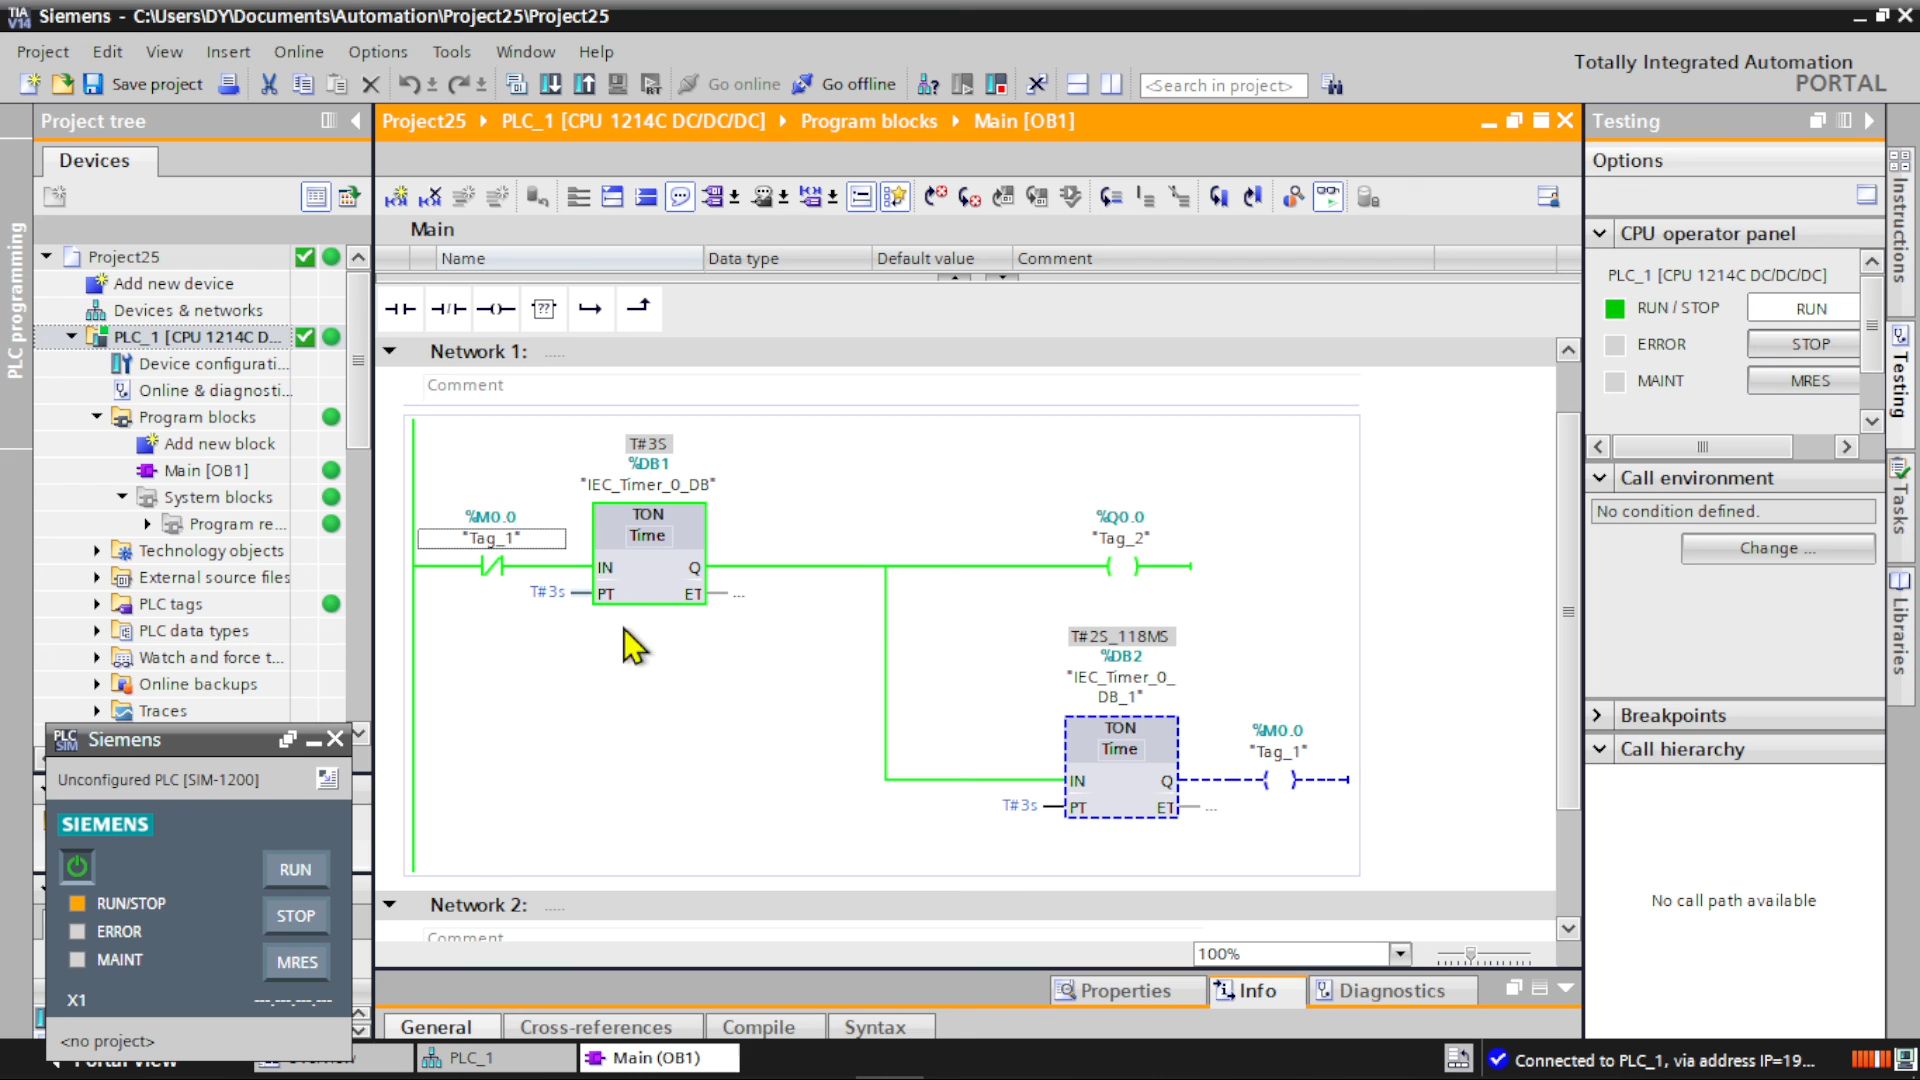 TIA V14 Siemens - C:\Users\DY\Documents\Automation\Project25\Project25
Project Edit View Insert Online Options Tools Window Help
Totally Integrated Automation
PORTAL
Save project Go online Go offline <Search in project>
Project tree
Project25 PLC_1 [CPU 1214C DC/DC/DC] Program blocks Main [OB1]
Testing
Devices
Options
PLC programming
Main
Name Data type Default value Comment
Project25
Add new device
Devices & networks
PLC_1 [CPU 1214C D...
Device configurati...
Online & diagnosti...
Program blocks
Add new block
Main [OB1]
System blocks
Program re...
Technology objects
External source files
PLC tags
PLC data types
Watch and force t...
Online backups
Traces
??
Network 1: .....
Comment
T#3S
%DB1
"IEC_Timer_0_DB"
TON
Time
IN Q
PT ET ...
T#3s
%M0.0
"Tag_1"
%Q0.0
"Tag_2"
T#2S_118MS
%DB2
"IEC_Timer_0_
DB_1"
TON
Time
IN Q
T#3s PT ET ...
%M0.0
"Tag_1"
Network 2: .....
Comment
100%
Properties Info Diagnostics
General Cross-references Compile Syntax
CPU operator panel
PLC_1 [CPU 1214C DC/DC/DC]
RUN / STOP RUN
ERROR STOP
MAINT MRES
Call environment
No condition defined.
Change ...
Breakpoints
Call hierarchy
No call path available
Instructions
Testing
Tasks
Libraries
PLC SIM Siemens
Unconfigured PLC [SIM-1200]
SIEMENS
RUN
RUN/STOP
STOP
ERROR
MAINT
MRES
X1 ---.---.---.---
<no project>
PLC_1 Main (OB1)
Connected to PLC_1, via address IP=19...